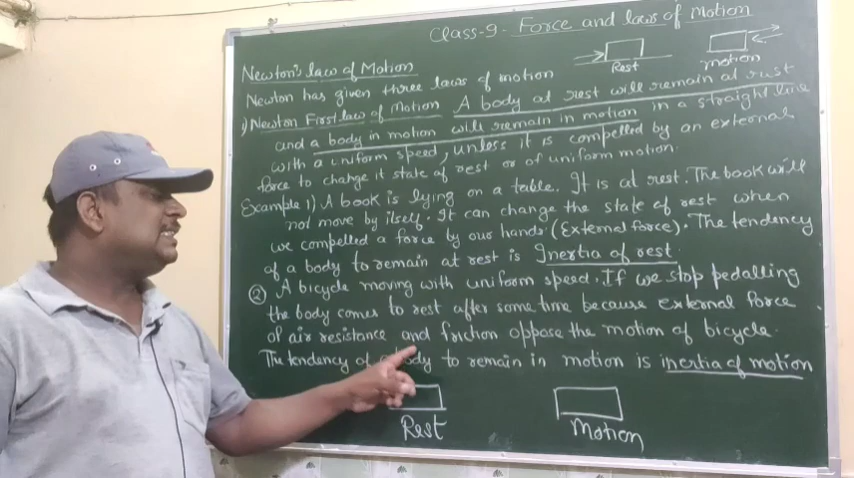 Class-9. Force and laws of Motion
Rest
motion
Newton's law of Motion
Newton has given three laws of motion
1) Newton First law of Motion A body at rest will remain at rust
and a body in motion will remain in motion in a straight line
with a uniform speed, unless it is compelled by an external
force to change it state of rest or of uniform motion.
Example 1) A book is lying on a table. It is at rest. The book will
not move by itself. It can change the state of rest when
we compelled a force by our hands (External force). The tendency
of a body to remain at rest is Inertia of rest.
② A bicycle moving with uniform speed. If we stop pedalling
the body comes to rest after some time because external force
of air resistance and friction oppose the motion of bicycle.
The tendency of body to remain in motion is inertia of motion
Rest
Motion